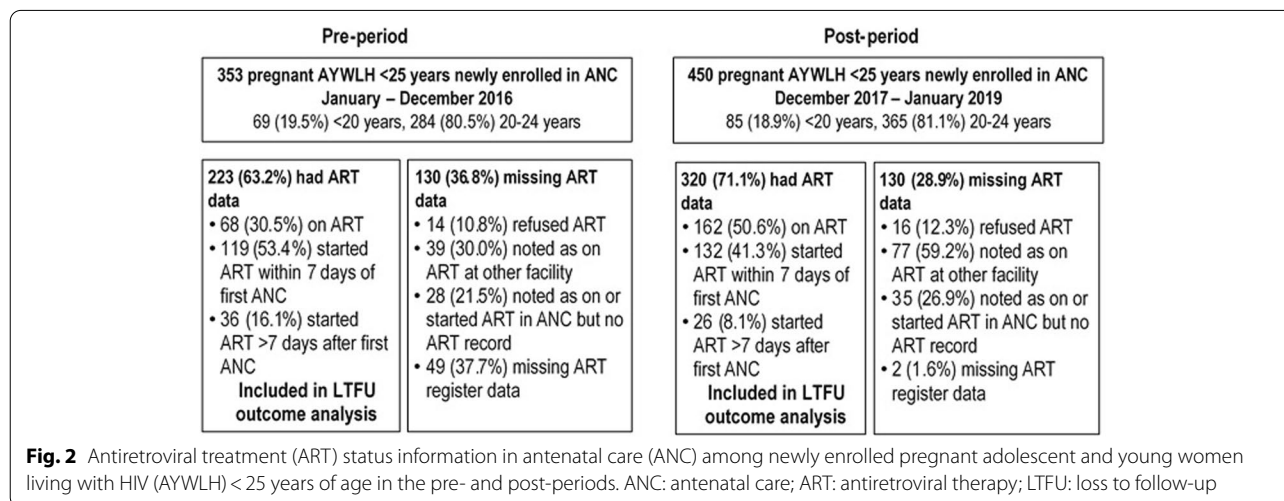 Pre-period
353 pregnant AYWLH <25 years newly enrolled in ANC
January – December 2016
69 (19.5%) <20 years, 284 (80.5%) 20-24 years
223 (63.2%) had ART
data
• 68 (30.5%) on ART
• 119 (53.4%) started
ART within 7 days of
first ANC
• 36 (16.1%) started
ART >7 days after first
ANC
Included in LTFU
outcome analysis
130 (36.8%) missing ART
data
• 14 (10.8%) refused ART
• 39 (30.0%) noted as on
ART at other facility
• 28 (21.5%) noted as on or
started ART in ANC but no
ART record
• 49 (37.7%) missing ART
register data
Post-period
450 pregnant AYWLH <25 years newly enrolled in ANC
December 2017 – January 2019
85 (18.9%) <20 years, 365 (81.1%) 20-24 years
320 (71.1%) had ART
data
• 162 (50.6%) on ART
• 132 (41.3%) started
ART within 7 days of
first ANC
• 26 (8.1%) started
ART >7 days after
first ANC
Included in LTFU
outcome analysis
130 (28.9%) missing ART
data
• 16 (12.3%) refused ART
• 77 (59.2%) noted as on
ART at other facility
• 35 (26.9%) noted as on or
started ART in ANC but no
ART record
• 2 (1.6%) missing ART
register data
Fig. 2 Antiretroviral treatment (ART) status information in antenatal care (ANC) among newly enrolled pregnant adolescent and young women
living with HIV (AYWLH) < 25 years of age in the pre- and post-periods. ANC: antenatal care; ART: antiretroviral therapy; LTFU: loss to follow-up